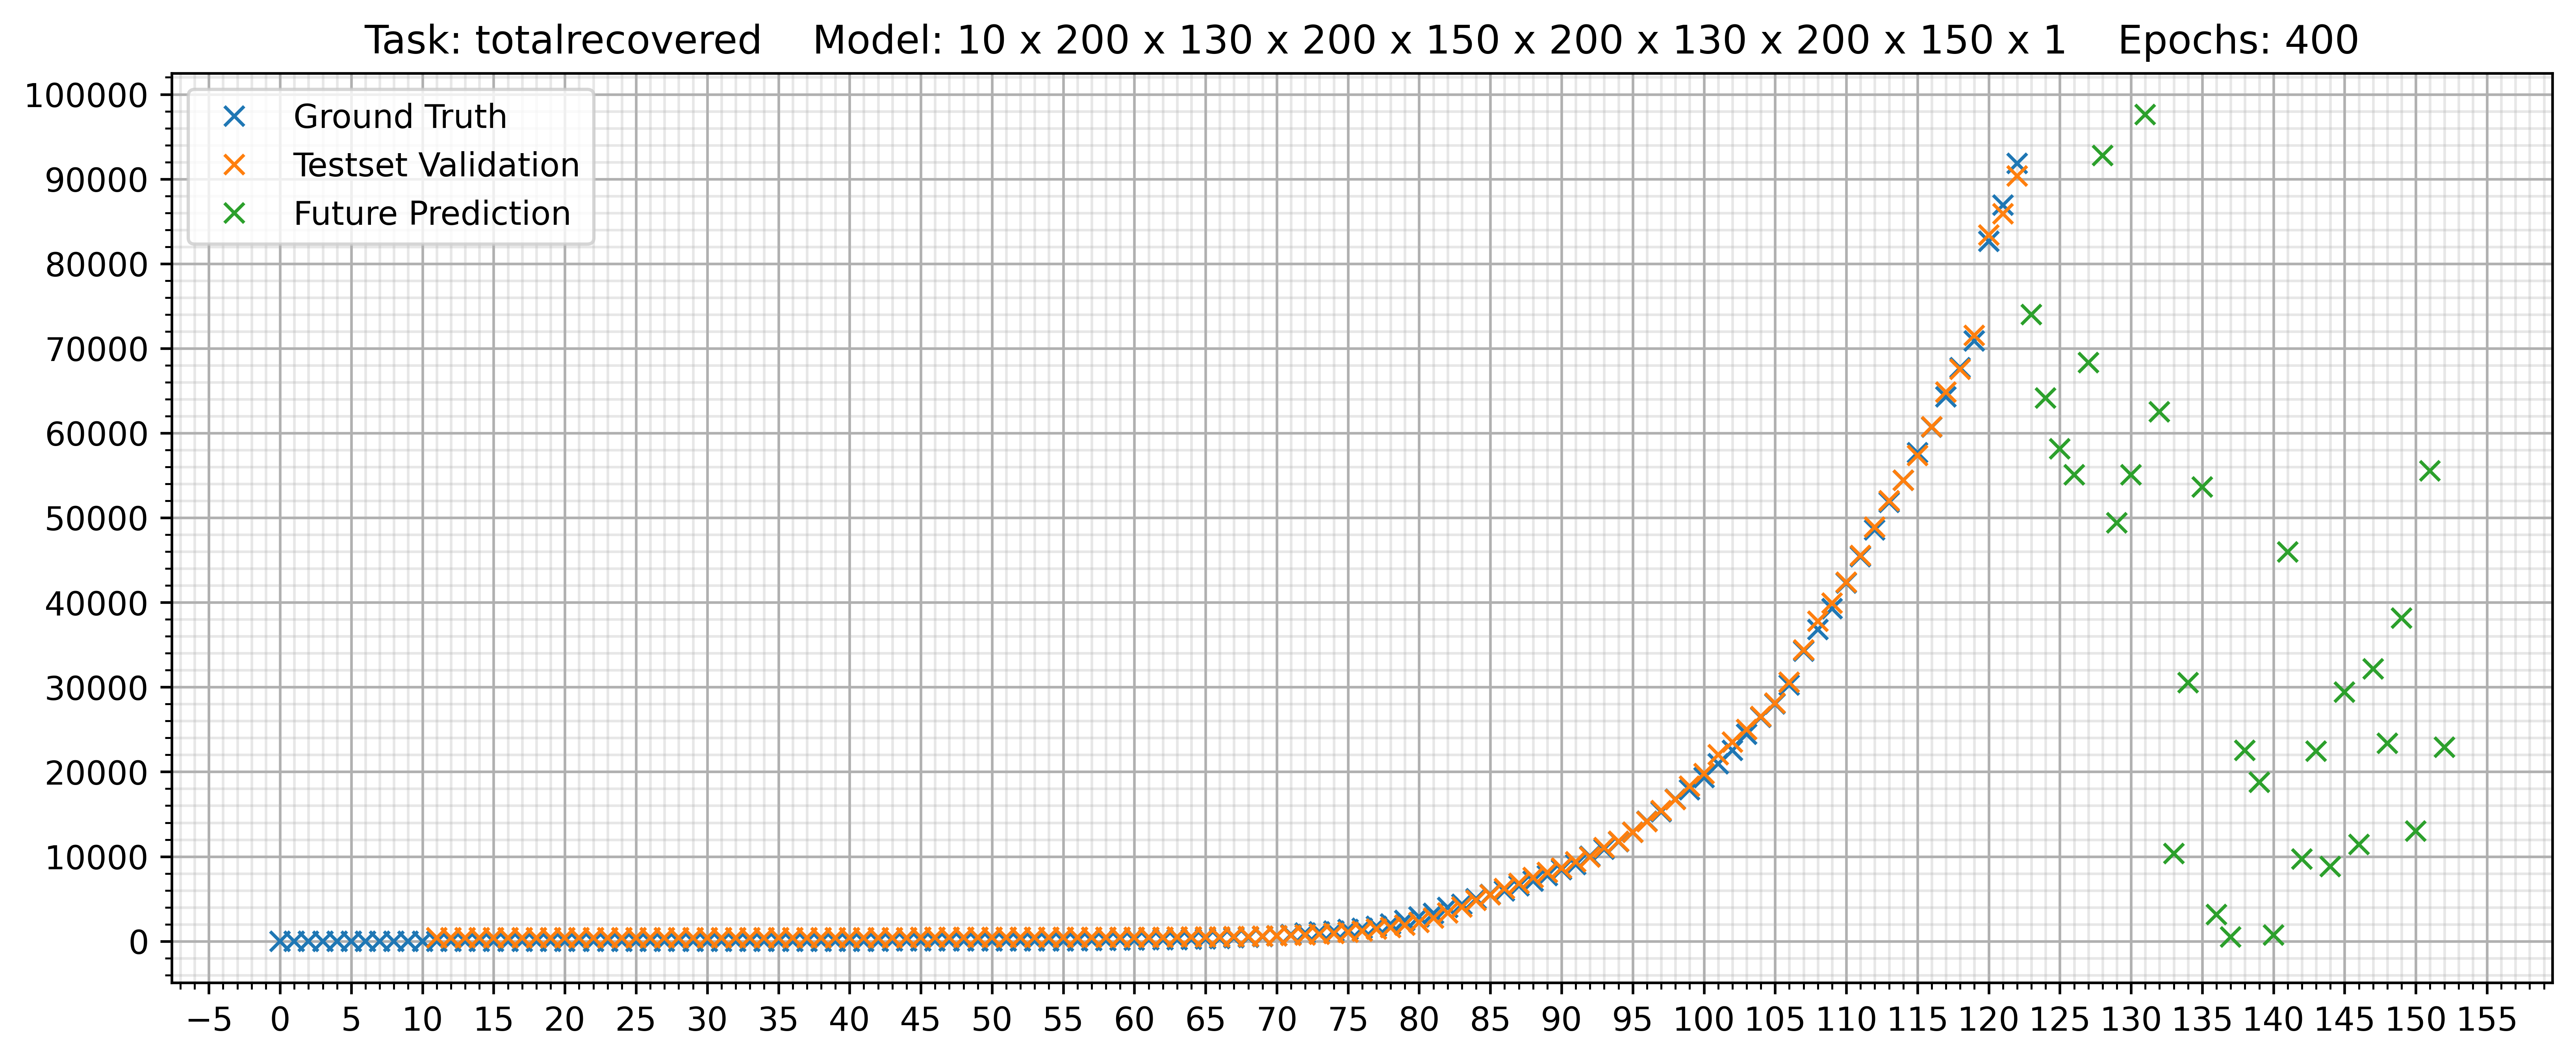 Task: totalrecovered    Model: 10 x 200 x 130 x 200 x 150 x 200 x 130 x 200 x 150 x 1    Epochs: 400
Ground Truth
Testset Validation
Future Prediction
100000
90000
80000
70000
60000
50000
40000
30000
20000
10000
0
−5 0 5 10 15 20 25 30 35 40 45 50 55 60 65 70 75 80 85 90 95 100 105 110 115 120 125 130 135 140 145 150 155